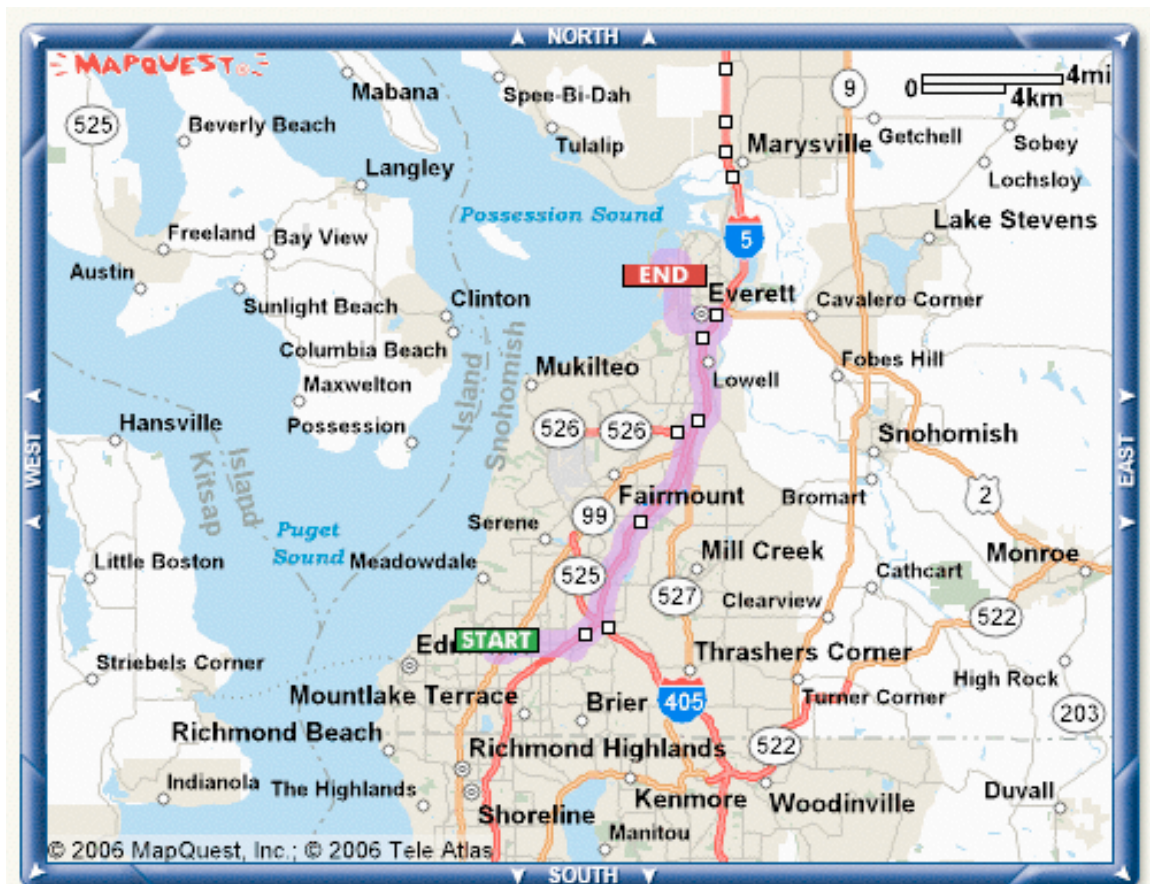 NORTH
MAPQUEST
4mi
0
4km
9
525
Mabana
Spee-Bi-Dah
Beverly Beach
Tulalip
Marysville
Getchell
Sobey
Langley
Lochsloy
Possession Sound
Lake Stevens
Freeland
Bay View
5
Austin
END
Everett
Sunlight Beach
Clinton
Cavalero Corner
Columbia Beach
Island
Snohomish
Mukilteo
Fobes Hill
Maxwelton
Lowell
Hansville
Possession
526
526
Snohomish
WEST
EAST
Island
Kitsap
Fairmount
Bromart
2
Puget
Sound
Serene
99
Little Boston
Meadowdale
525
Mill Creek
Monroe
Cathcart
527
Clearview
522
START
Striebels Corner
Thrashers Corner
High Rock
Mountlake Terrace
Brier
405
Turner Corner
203
Richmond Beach
Richmond Highlands
522
Indianola
The Highlands
Shoreline
Kenmore
Woodinville
Duvall
Manitou
© 2006 MapQuest, Inc.; © 2006 Tele Atlas
SOUTH